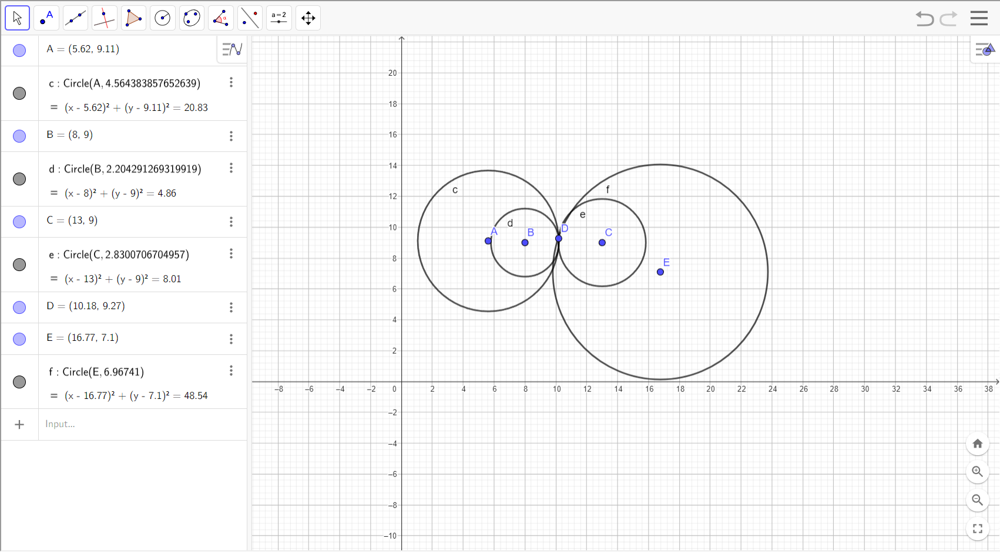 A
α
a=2
A = (5.62, 9.11)
c : Circle(A, 4.564383857652639)
= (x - 5.62)² + (y - 9.11)² = 20.83
B = (8, 9)
d : Circle(B, 2.204291269319919)
= (x - 8)² + (y - 9)² = 4.86
C = (13, 9)
e : Circle(C, 2.8300706704957)
= (x - 13)² + (y - 9)² = 8.01
D = (10.18, 9.27)
E = (16.77, 7.1)
f : Circle(E, 6.96741)
= (x - 16.77)² + (y - 7.1)² = 48.54
+ Input...
20
18
16
14
c
f
12
e
d
10
A
B
D
C
8
E
6
4
2
−8 −6 −4 −2 0 2 4 6 8 10 12 14 16 18 20 22 24 26 28 30 32 34 36 38
−2
−4
−6
−8
−10